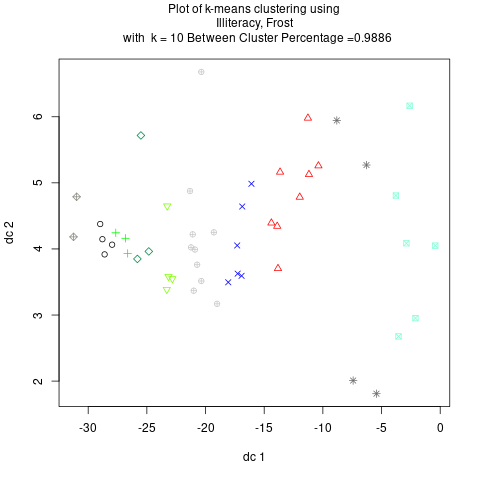 Plot of k-means clustering using
Illiteracy, Frost
with  k = 10 Between Cluster Percentage =0.9886
dc 2
6
5
4
3
2
-30 -25 -20 -15 -10 -5 0
dc 1